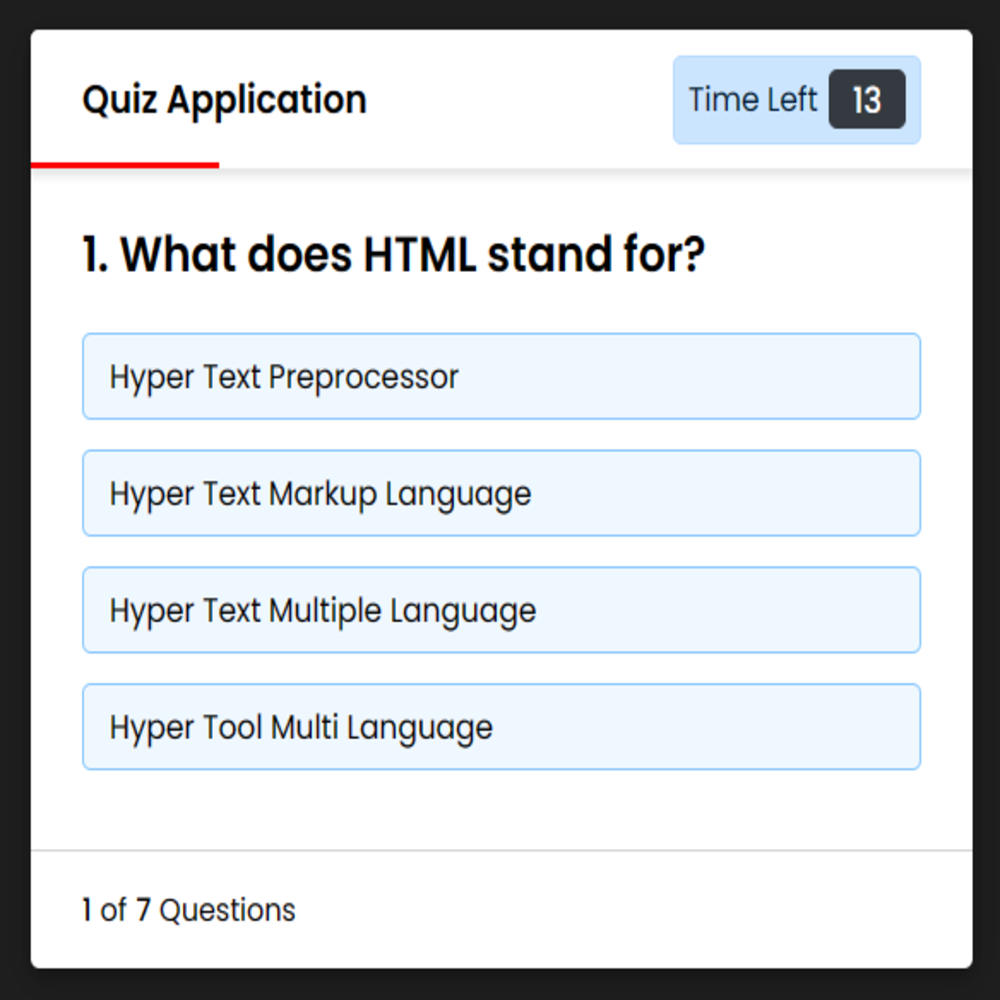 Quiz Application
Time Left 13
1. What does HTML stand for?
Hyper Text Preprocessor
Hyper Text Markup Language
Hyper Text Multiple Language
Hyper Tool Multi Language
1 of 7 Questions